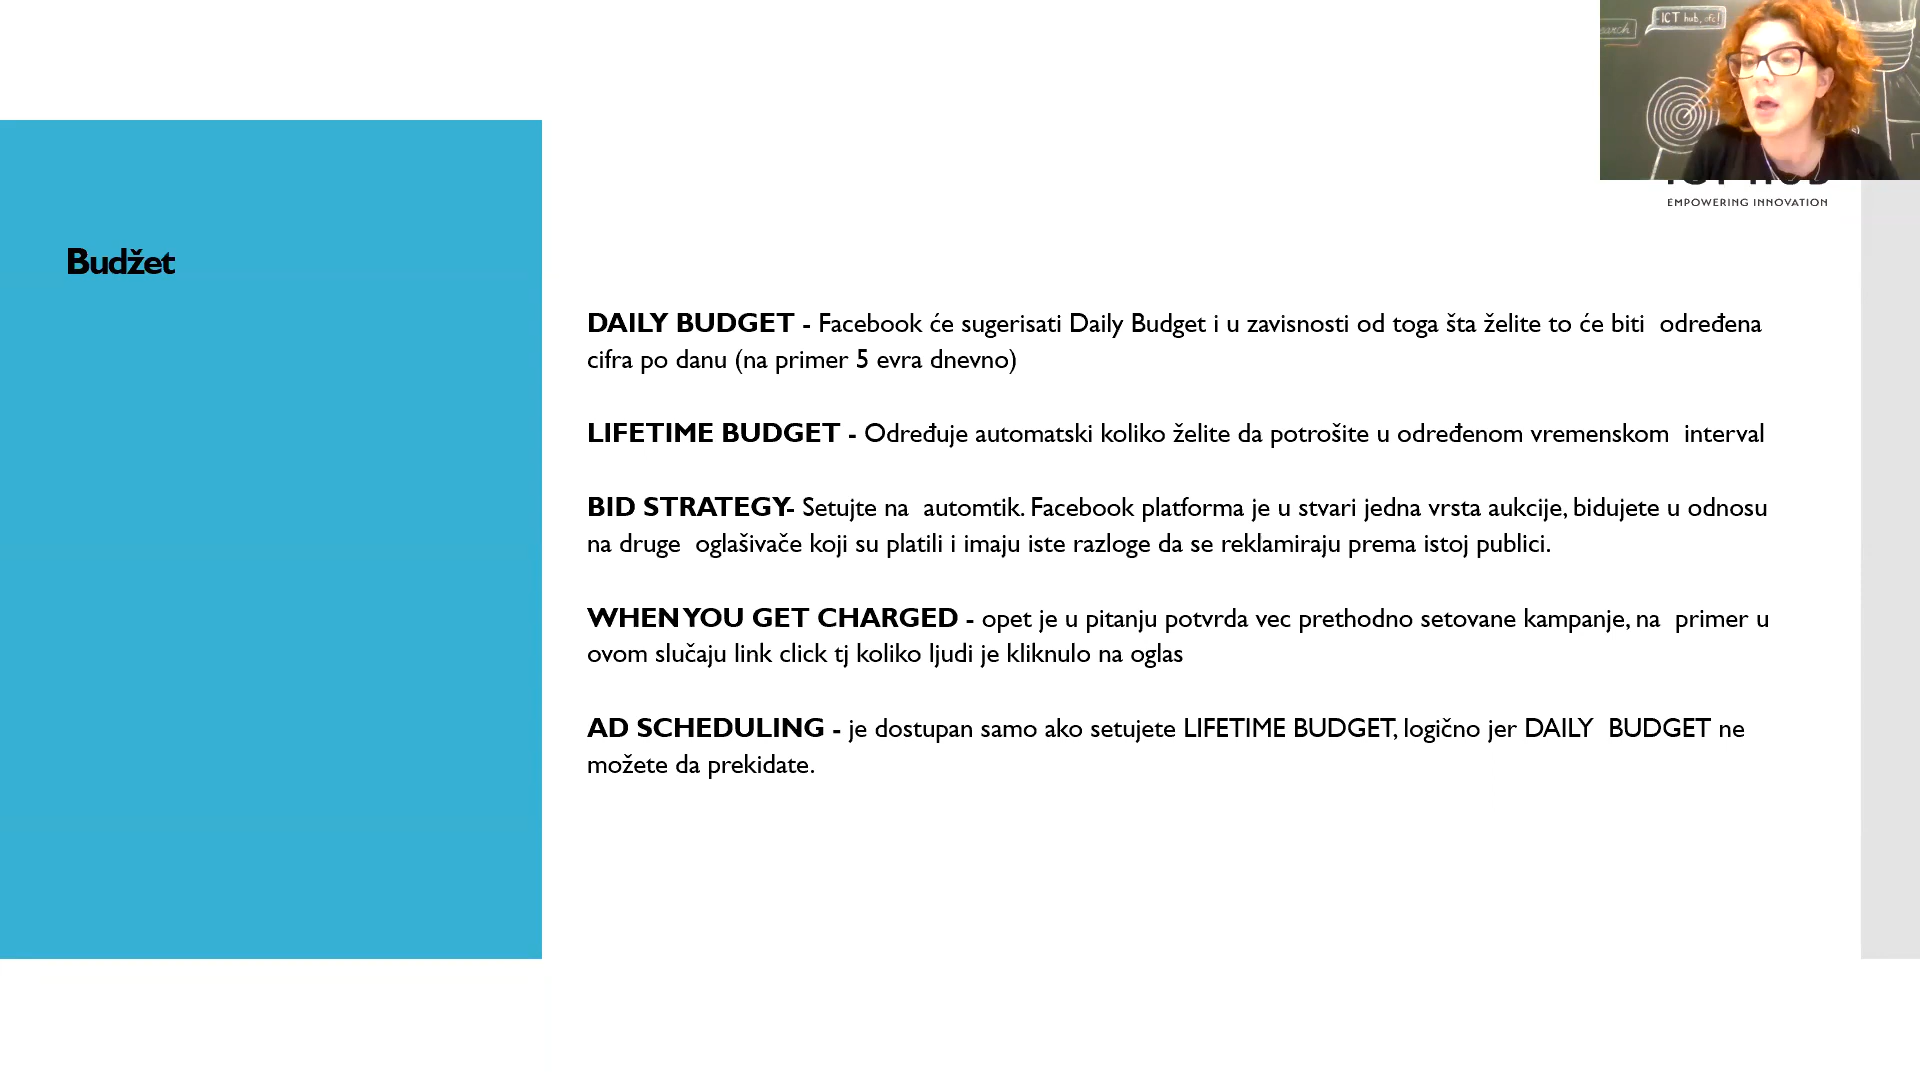 ICT hub, ofc!
Budžet
EMPOWERING INNOVATION
DAILY BUDGET - Facebook će sugerisati Daily Budget i u zavisnosti od toga šta želite to će biti određena
cifra po danu (na primer 5 evra dnevno)
LIFETIME BUDGET - Određuje automatski koliko želite da potrošite u određenom vremenskom interval
BID STRATEGY- Setujte na automtik. Facebook platforma je u stvari jedna vrsta aukcije, bidujete u odnosu
na druge oglašivače koji su platili i imaju iste razloge da se reklamiraju prema istoj publici.
WHEN YOU GET CHARGED - opet je u pitanju potvrda vec prethodno setovane kampanje, na primer u
ovom slučaju link click tj koliko ljudi je kliknulo na oglas
AD SCHEDULING - je dostupan samo ako setujete LIFETIME BUDGET, logično jer DAILY BUDGET ne
možete da prekidate.